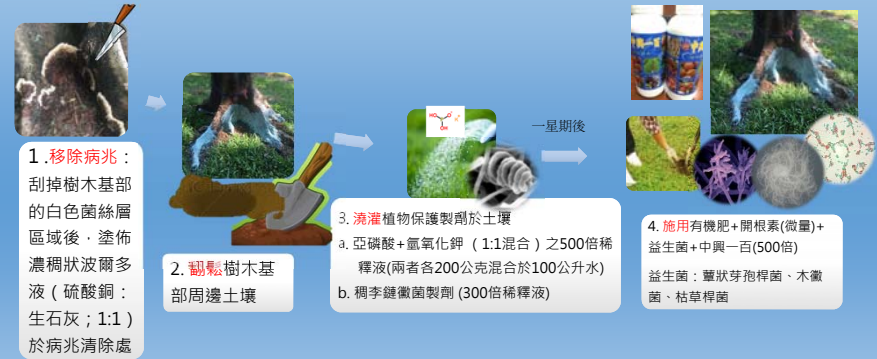 1 .移除病兆：
刮掉樹木基部
的白色菌絲層
區域後，塗佈
濃稠狀波爾多
液（硫酸銅：
生石灰；1:1）
於病兆清除處
2. 翻鬆樹木基
部周邊土壤
HO
OH
3. 澆灌植物保護製劑於土壤
a. 亞磷酸+氫氧化鉀（1:1混合）之500倍稀
釋液(兩者各200公克混合於100公升水)
b. 稠李鏈黴菌製劑 (300倍稀釋液)
一星期後
4. 施用有機肥+開根素(微量)+
益生菌+中興一百(500倍)
益生菌：蕈狀芽孢桿菌、木黴
菌、枯草桿菌